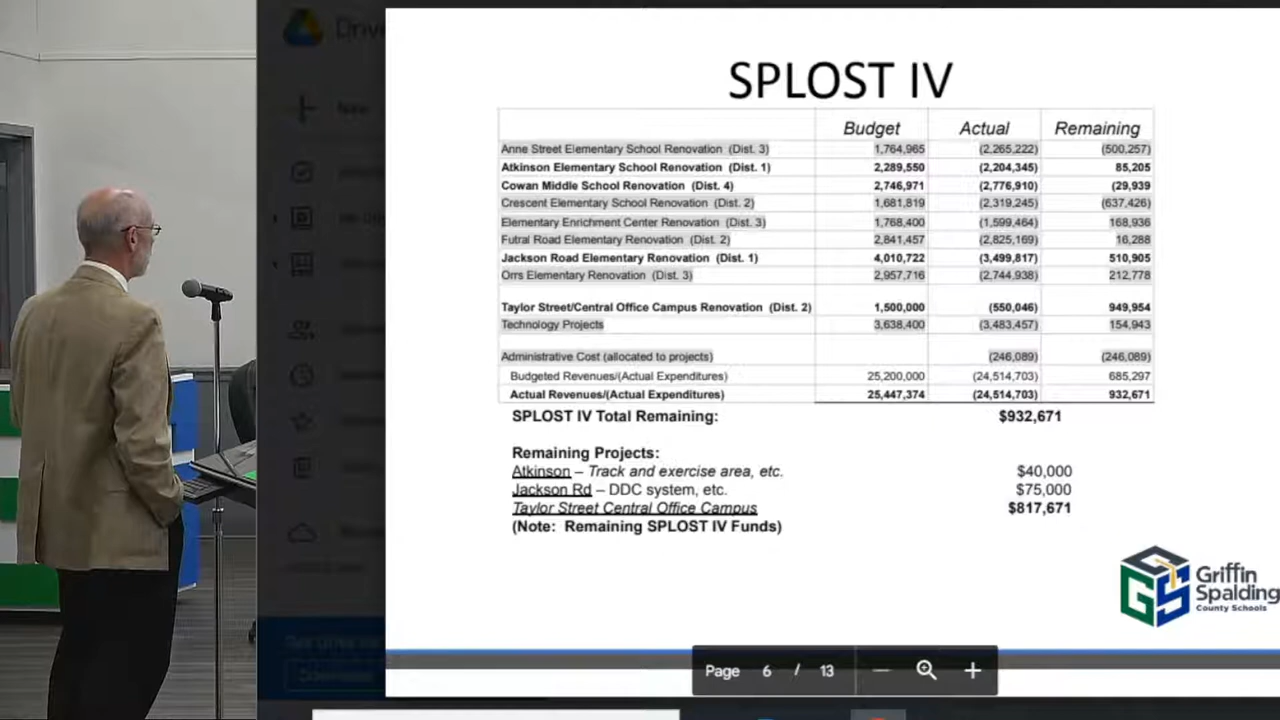 SPLOST IV
Budget Actual Remaining
Anne Street Elementary School Renovation (Dist. 3) 1,764,965 (2,265,222) (500,257)
Atkinson Elementary School Renovation (Dist. 1) 2,289,550 (2,204,345) 85,205
Cowan Middle School Renovation (Dist. 4) 2,746,971 (2,776,910) (29,939
Crescent Elementary School Renovation (Dist. 2) 1,681,819 (2,319,245) (637,426)
Elementary Enrichment Center Renovation (Dist. 3) 1,768,400 (1,599,464) 168,936
Futral Road Elementary Renovation (Dist. 2) 2,841,457 (2,825,169) 16,288
Jackson Road Elementary Renovation (Dist. 1) 4,010,722 (3,499,817) 510,905
Orrs Elementary Renovation (Dist. 3) 2,957,716 (2,744,938) 212,778
Taylor Street/Central Office Campus Renovation (Dist. 2) 1,500,000 (550,046) 949,954
Technology Projects 3,638,400 (3,483,457) 154,943
Administrative Cost (allocated to projects) (246,089) (246,089)
Budgeted Revenues/(Actual Expenditures) 25,200,000 (24,514,703) 685,297
Actual Revenues/(Actual Expenditures) 25,447,374 (24,514,703) 932,671
SPLOST IV Total Remaining: $932,671
Remaining Projects:
Atkinson – Track and exercise area, etc. $40,000
Jackson Rd – DDC system, etc. $75,000
Taylor Street Central Office Campus $817,671
(Note: Remaining SPLOST IV Funds)
Griffin
Spalding
County Schools
Page 6 / 13